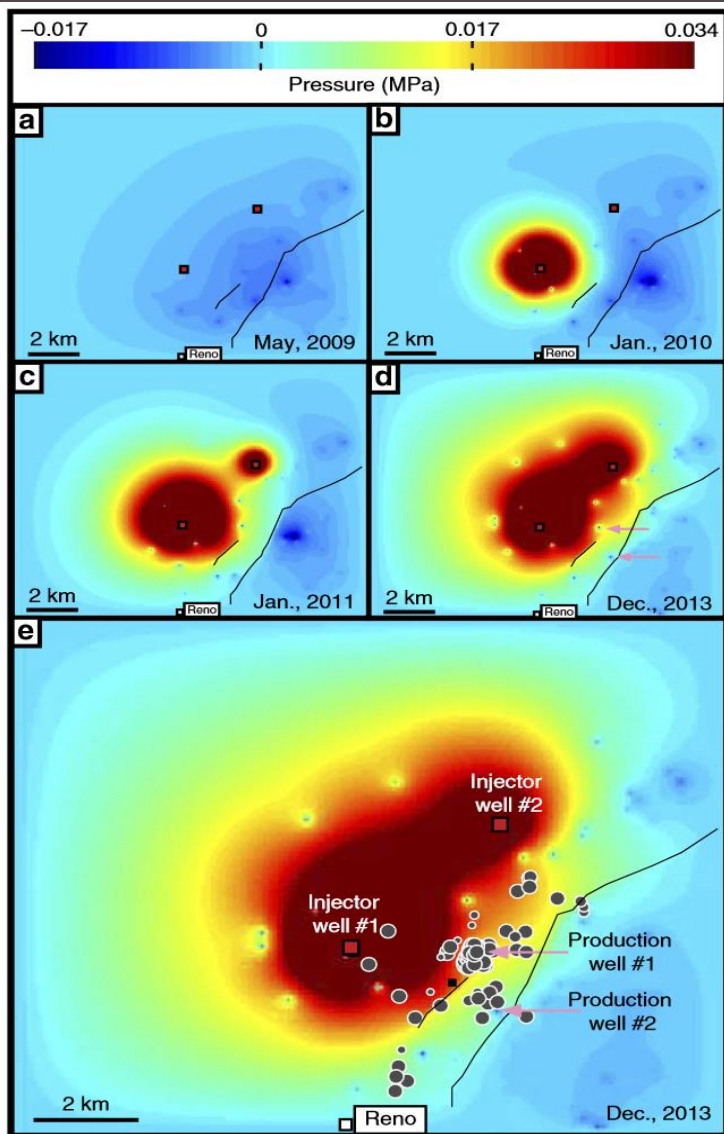 −0.017 0 0.017 0.034
Pressure (MPa)
a
2 km
Reno
May, 2009
b
2 km
Reno
Jan., 2010
c
2 km
Reno
Jan., 2011
d
2 km
Reno
Dec., 2013
e
Injector
well #2
Injector
well #1
Production
well #1
Production
well #2
2 km
Reno
Dec., 2013